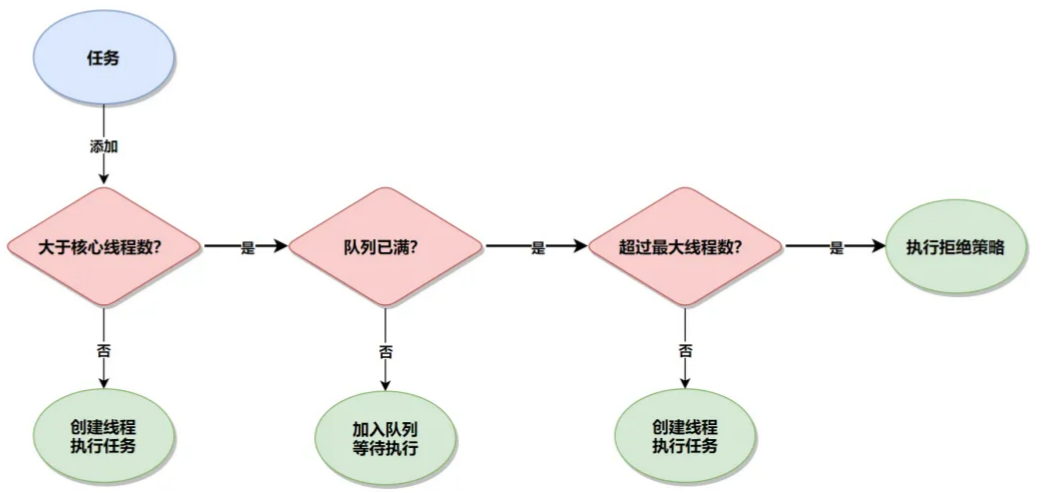 任务
添加
大于核心线程数?
是
队列已满?
是
超过最大线程数?
是
执行拒绝策略
否
否
否
创建线程
执行任务
加入队列
等待执行
创建线程
执行任务